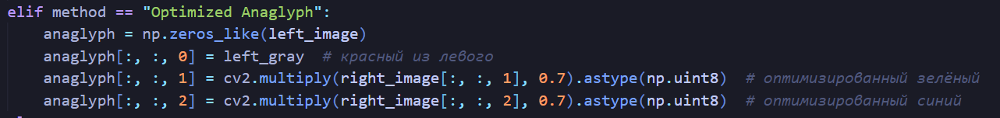 elif method == "Optimized Anaglyph":
    anaglyph = np.zeros_like(left_image)
    anaglyph[:, :, 0] = left_gray  # красный из левого
    anaglyph[:, :, 1] = cv2.multiply(right_image[:, :, 1], 0.7).astype(np.uint8)  # оптимизированный зелёный
    anaglyph[:, :, 2] = cv2.multiply(right_image[:, :, 2], 0.7).astype(np.uint8)  # оптимизированный синий